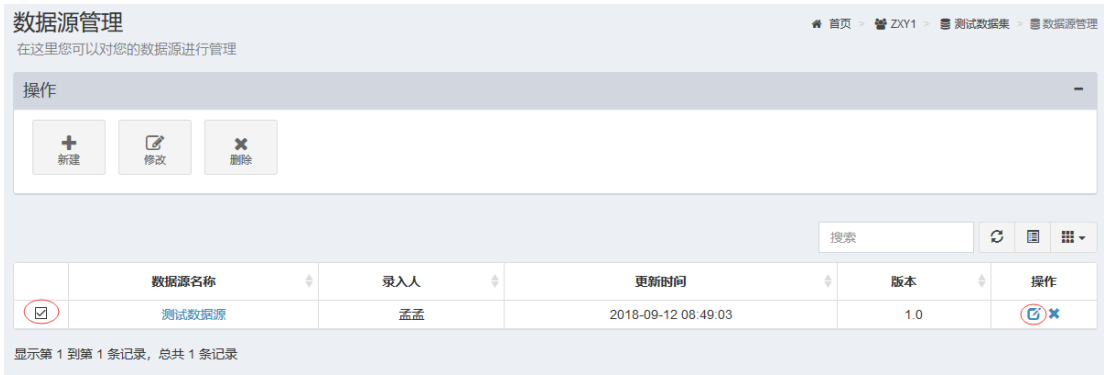 数据源管理
首页 > ZXY1 > 测试数据集 > 数据源管理
在这里您可以对您的数据源进行管理
操作
新建 修改 删除
搜索
数据源名称 录入人 更新时间 版本 操作
测试数据源 孟孟 2018-09-12 08:49:03 1.0
显示第 1 到第 1 条记录，总共 1 条记录